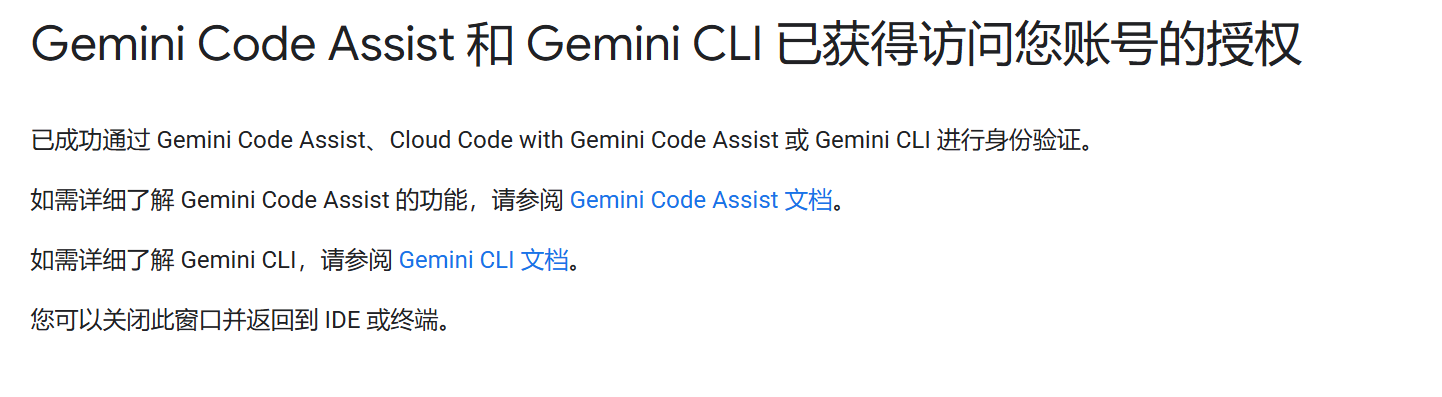 Gemini Code Assist 和 Gemini CLI 已获得访问您账号的授权
已成功通过 Gemini Code Assist、Cloud Code with Gemini Code Assist 或 Gemini CLI 进行身份验证。
如需详细了解 Gemini Code Assist 的功能，请参阅 Gemini Code Assist 文档。
如需详细了解 Gemini CLI，请参阅 Gemini CLI 文档。
您可以关闭此窗口并返回到 IDE 或终端。